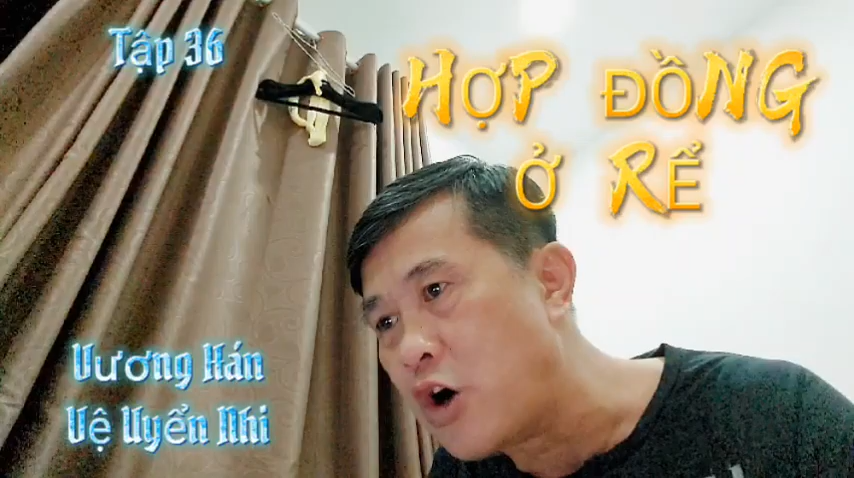 Tập 36
HỢP ĐỒNG
Ở RỂ
Vương Hán
Vệ Uyển Nhi